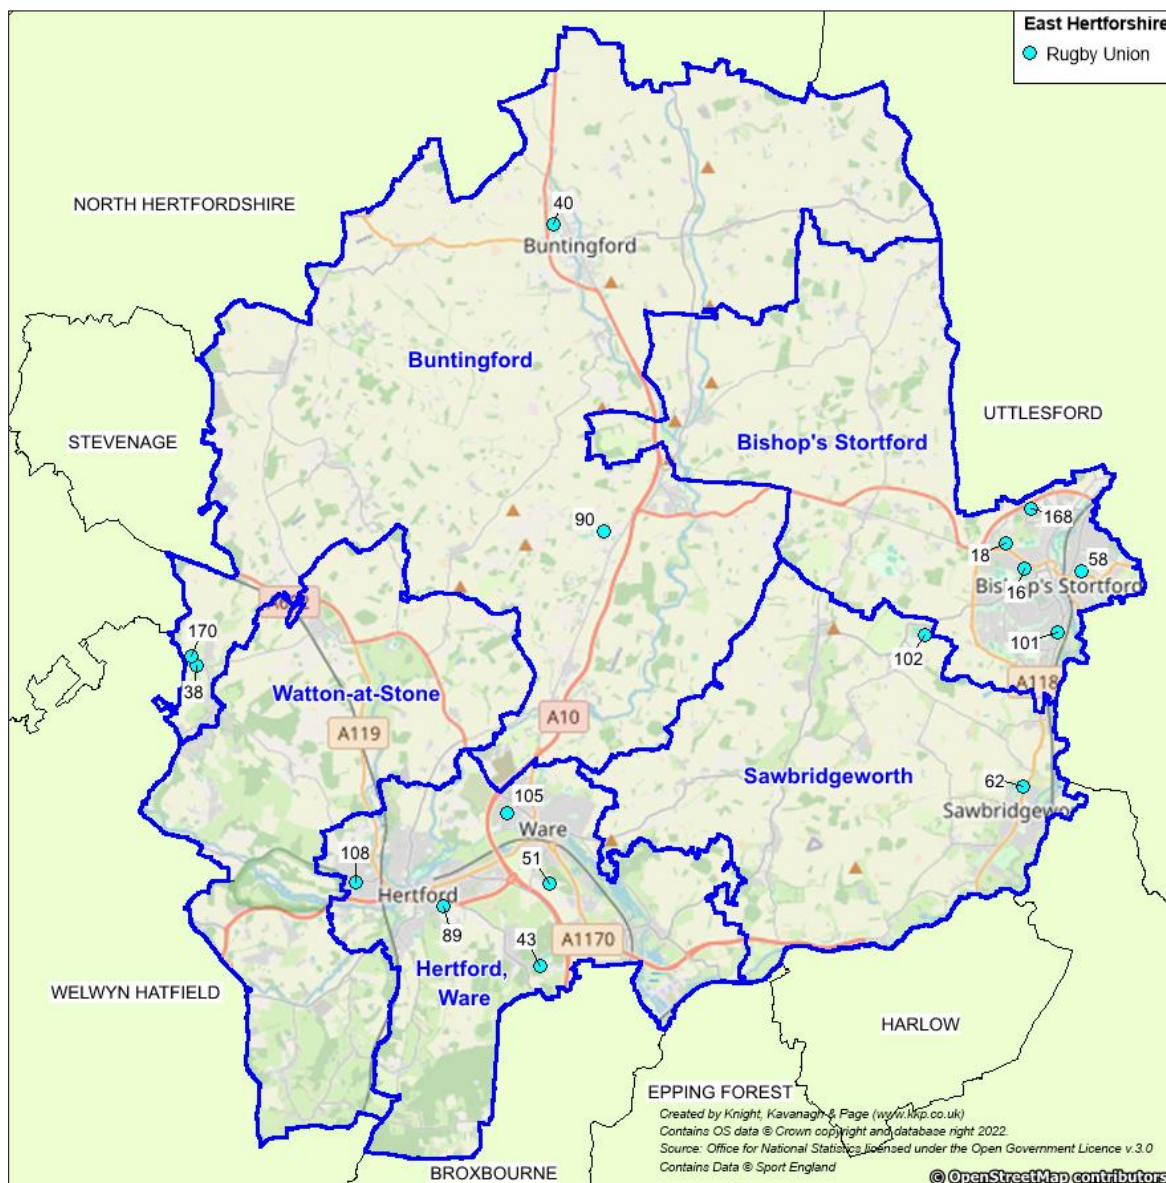 East Hertforshire
Rugby Union
NORTH HERTFORDSHIRE
40
Buntingford
Buntingford
UTTLESFORD
STEVENAGE
Bishop's Stortford
90
168
18
58
16
Bishop's Stortford
170
101
102
38
A118
Watton-at-Stone
A10
A119
Sawbridgeworth
62
105
Ware
108
51
Hertford
89
43
A1170
Hertford,
Ware
WELWYN HATFIELD
HARLOW
EPPING FOREST
Created by Knight, Kavanagh & Page (www.kkp.co.uk)
Contains OS data © Crown copyright and database right 2022.
Source: Office for National Statistics licensed under the Open Government Licence v.3.0
Contains Data © Sport England
BROXBOURNE
© OpenStreetMap contributors